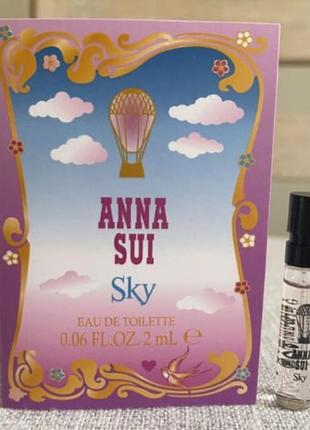 ANNA
SUI
Sky
EAU DE TOILETTE
0.06 FL.OZ. 2 mL ℮
ANNA
SUI
Sky